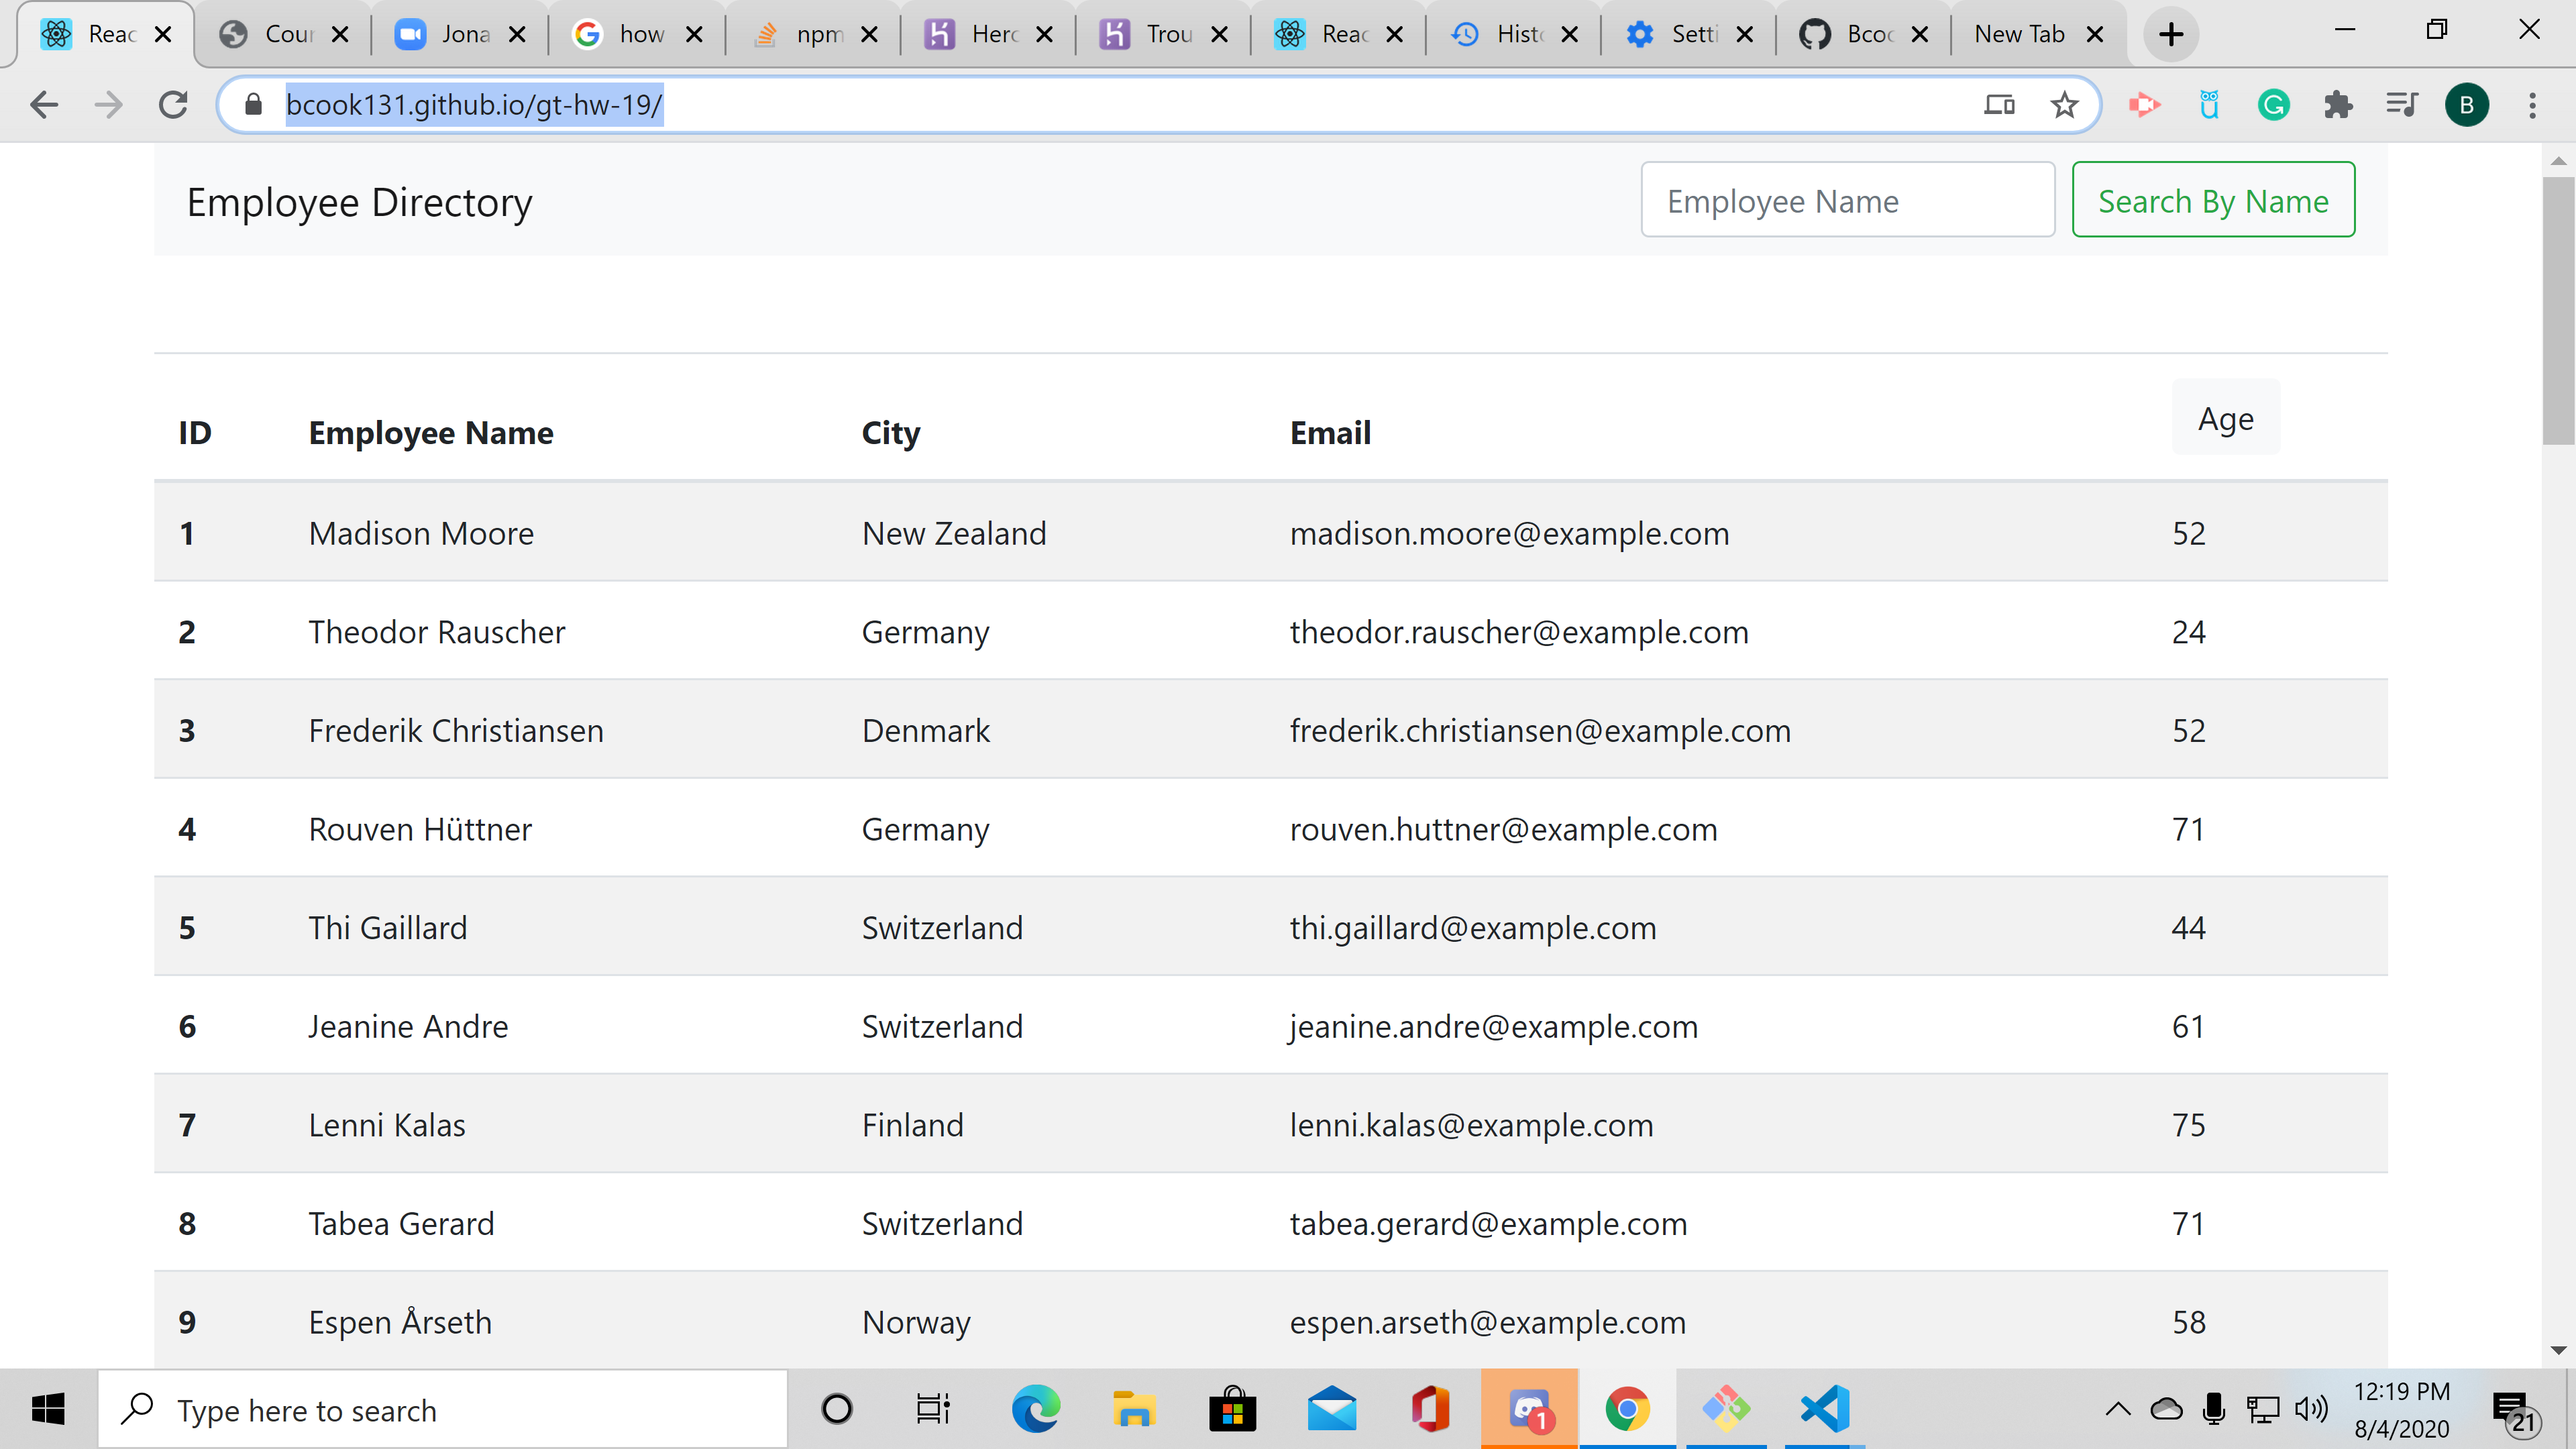 Reac Cour Jona how npm Hero Trou Reac Histo Setti Bcoc New Tab
bcook131.github.io/gt-hw-19/
B
Employee Directory Employee Name Search By Name
ID Employee Name City Email Age
1 Madison Moore New Zealand madison.moore@example.com 52
2 Theodor Rauscher Germany theodor.rauscher@example.com 24
3 Frederik Christiansen Denmark frederik.christiansen@example.com 52
4 Rouven Hüttner Germany rouven.huttner@example.com 71
5 Thi Gaillard Switzerland thi.gaillard@example.com 44
6 Jeanine Andre Switzerland jeanine.andre@example.com 61
7 Lenni Kalas Finland lenni.kalas@example.com 75
8 Tabea Gerard Switzerland tabea.gerard@example.com 71
9 Espen Årseth Norway espen.arseth@example.com 58
Type here to search 1 12:19 PM
8/4/2020 21